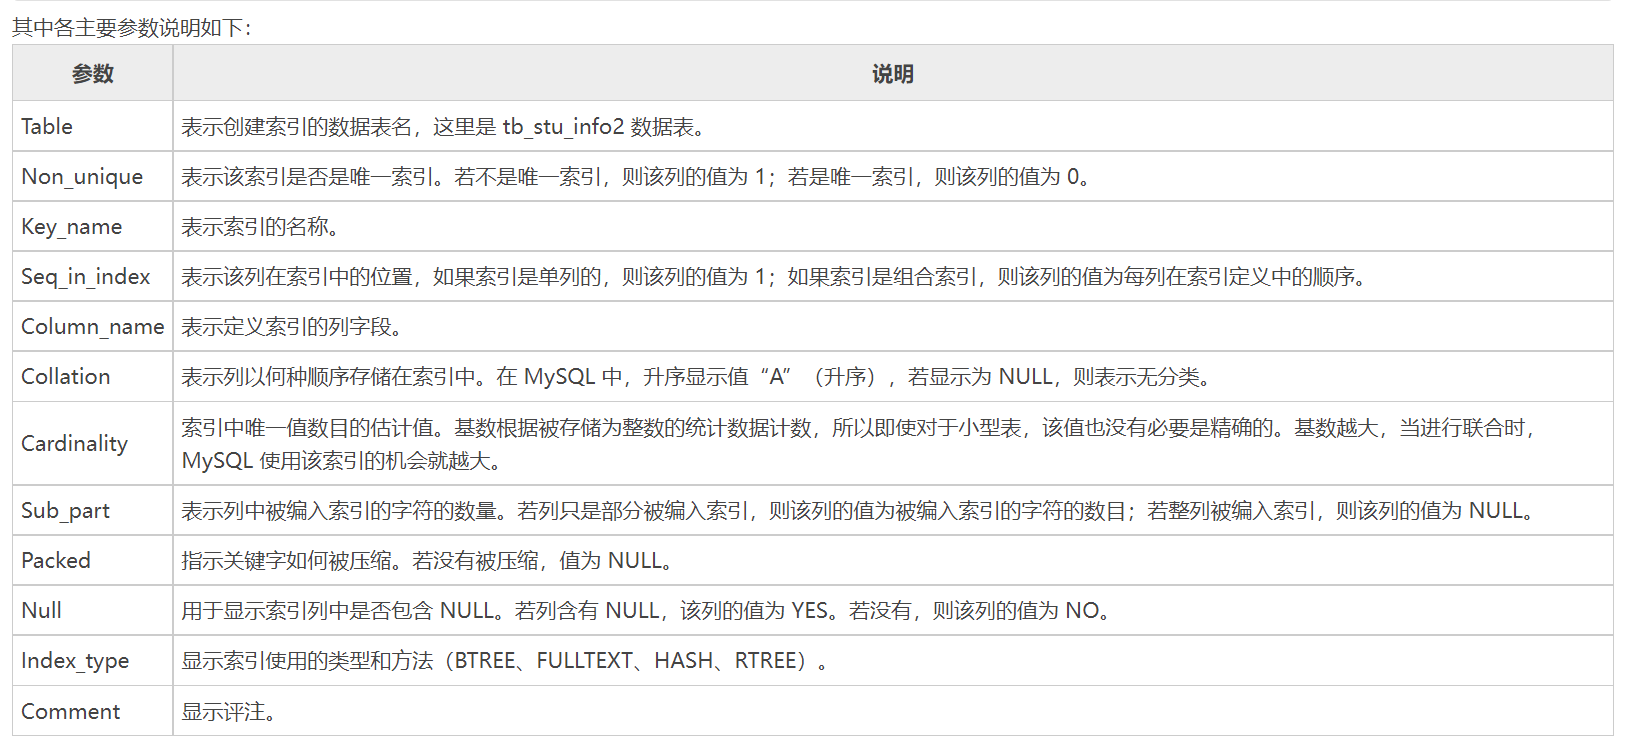 其中各主要参数说明如下：
参数 说明
Table 表示创建索引的数据表名，这里是 tb_stu_info2 数据表。
Non_unique 表示该索引是否是唯一索引。若不是唯一索引，则该列的值为 1；若是唯一索引，则该列的值为 0。
Key_name 表示索引的名称。
Seq_in_index 表示该列在索引中的位置，如果索引是单列的，则该列的值为 1；如果索引是组合索引，则该列的值为每列在索引定义中的顺序。
Column_name 表示定义索引的列字段。
Collation 表示列以何种顺序存储在索引中。在 MySQL 中，升序显示值“A”（升序），若显示为 NULL，则表示无分类。
Cardinality 索引中唯一值数目的估计值。基数根据被存储为整数的统计数据计数，所以即使对于小型表，该值也没有必要是精确的。基数越大，当进行联合时，
MySQL 使用该索引的机会就越大。
Sub_part 表示列中被编入索引的字符的数量。若列只是部分被编入索引，则该列的值为被编入索引的字符的数目；若整列被编入索引，则该列的值为 NULL。
Packed 指示关键字如何被压缩。若没有被压缩，值为 NULL。
Null 用于显示索引列中是否包含 NULL。若列含有 NULL，该列的值为 YES。若没有，则该列的值为 NO。
Index_type 显示索引使用的类型和方法（BTREE、FULLTEXT、HASH、RTREE）。
Comment 显示评注。